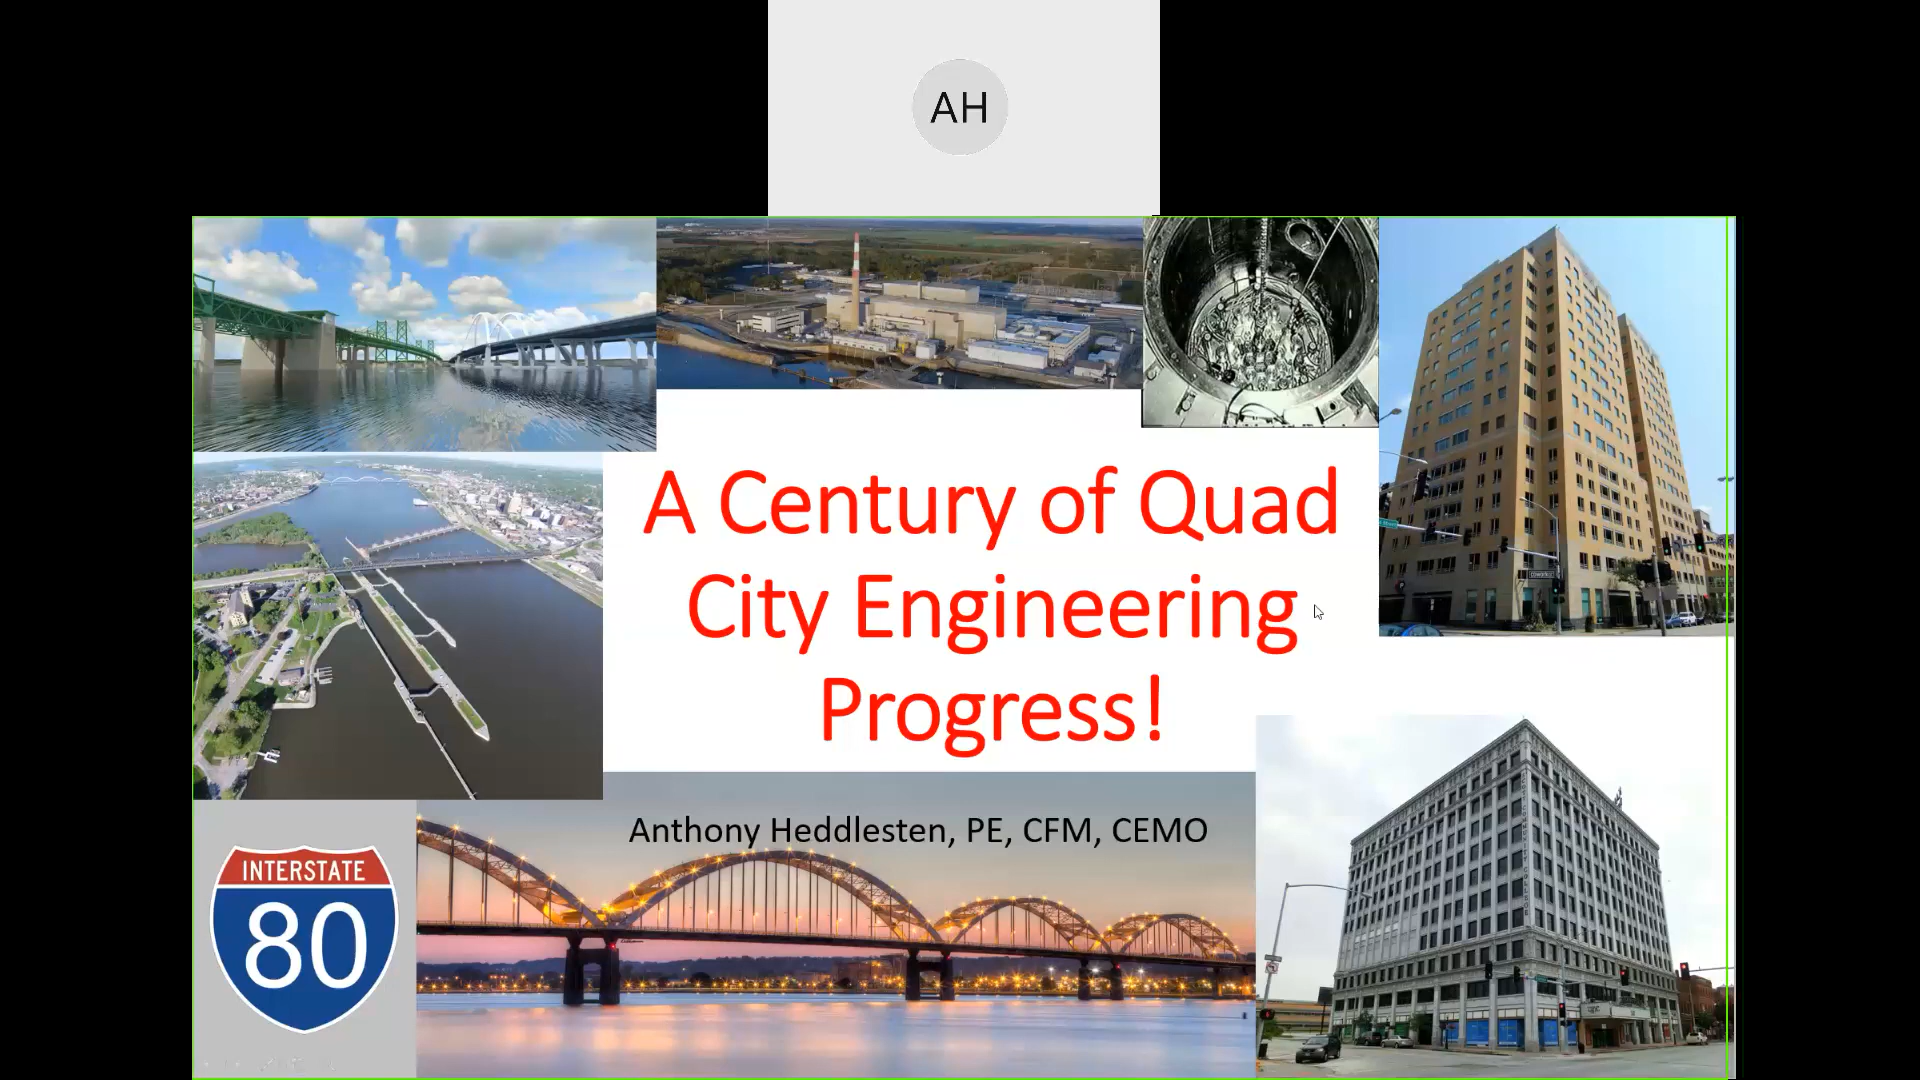 AH
A Century of Quad
City Engineering
Progress!
Anthony Heddlesten, PE, CFM, CEMO
INTERSTATE
80